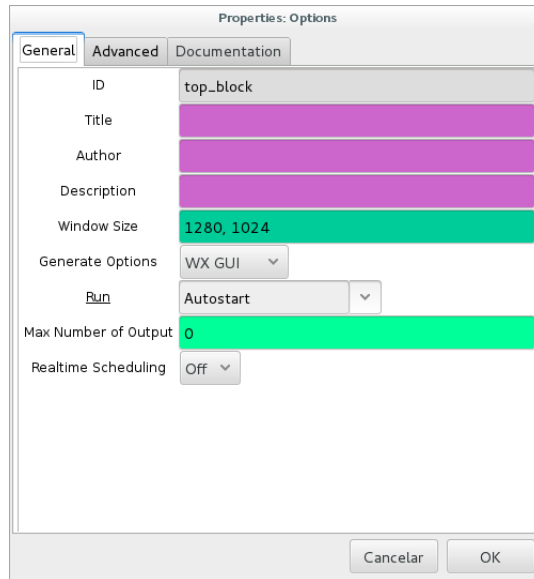 Properties: Options
General Advanced Documentation
ID top_block
Title
Author
Description
Window Size 1280, 1024
Generate Options WX GUI
Run Autostart
Max Number of Output 0
Realtime Scheduling Off
Cancelar OK